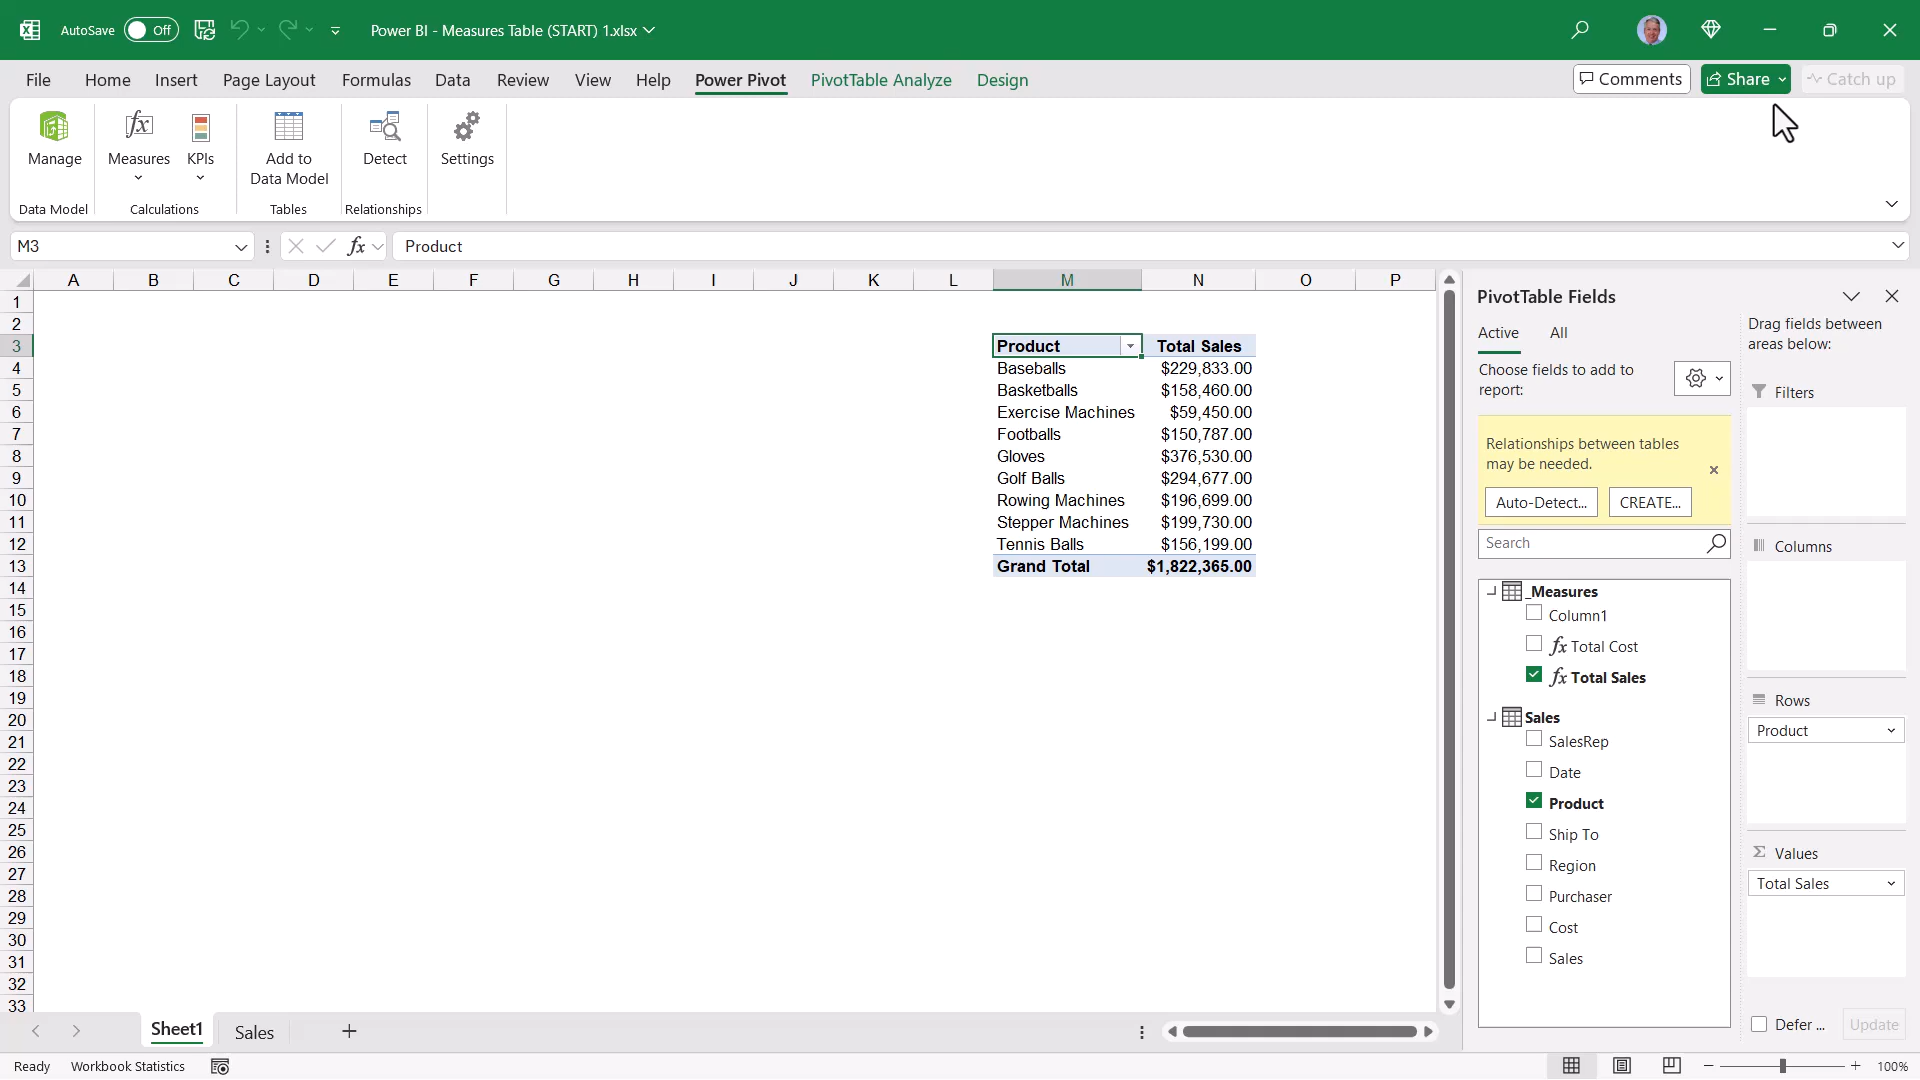 AutoSave Off Power BI - Measures Table (START) 1.xlsx
File Home Insert Page Layout Formulas Data Review View Help Power Pivot PivotTable Analyze Design Comments Share Catch up
Manage Measures KPIs Add to Data Model Detect Settings
Data Model Calculations Tables Relationships
M3 fx Product
A B C D E F G H I J K L M N O P
1
2
3 Product Total Sales
4 Baseballs $229,833.00
5 Basketballs $158,460.00
6 Exercise Machines $59,450.00
7 Footballs $150,787.00
8 Gloves $376,530.00
9 Golf Balls $294,677.00
10 Rowing Machines $196,699.00
11 Stepper Machines $199,730.00
12 Tennis Balls $156,199.00
13 Grand Total $1,822,365.00
14
15
16
17
18
19
20
21
22
23
24
25
26
27
28
29
30
31
32
33
PivotTable Fields
Active All
Choose fields to add to
report:
Relationships between tables
may be needed.
Auto-Detect... CREATE...
Search
_Measures
Column1
fx Total Cost
fx Total Sales
Sales
SalesRep
Date
Product
Ship To
Region
Purchaser
Cost
Sales
Drag fields between
areas below:
Filters
Columns
Rows
Product
Σ Values
Total Sales
Defer ... Update
Sheet1 Sales
Ready Workbook Statistics 100%